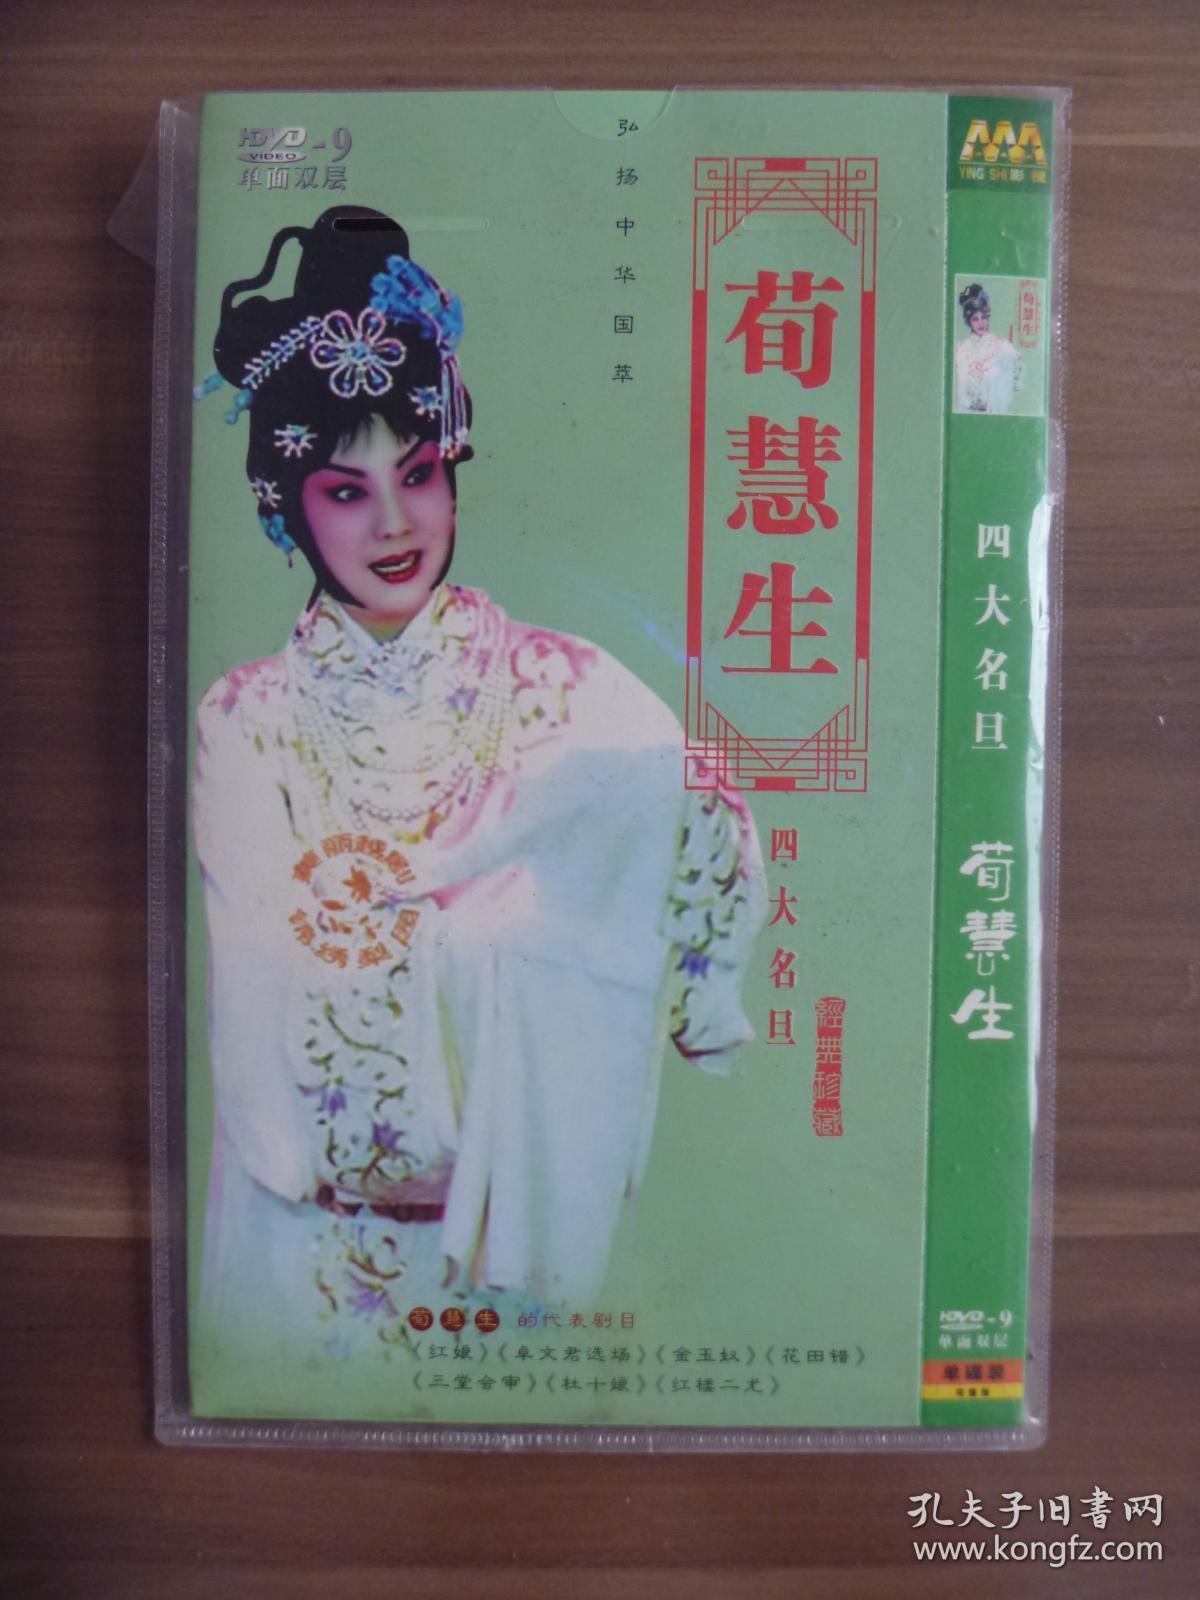 HDVD-9
VIDEO
单面双层
弘扬中华国萃
荀慧生
四大名旦
經典珍藏
荀慧生 的代表剧目
《红娘》《卓文君选场》《金玉奴》《花田错》
《三堂会审》《杜十娘》《红楼二尤》
YING SHI影视
荀慧生
四大名旦
荀慧生
HDVD-9
单面双层
单碟装
孔夫子旧书网
www.kongfz.com